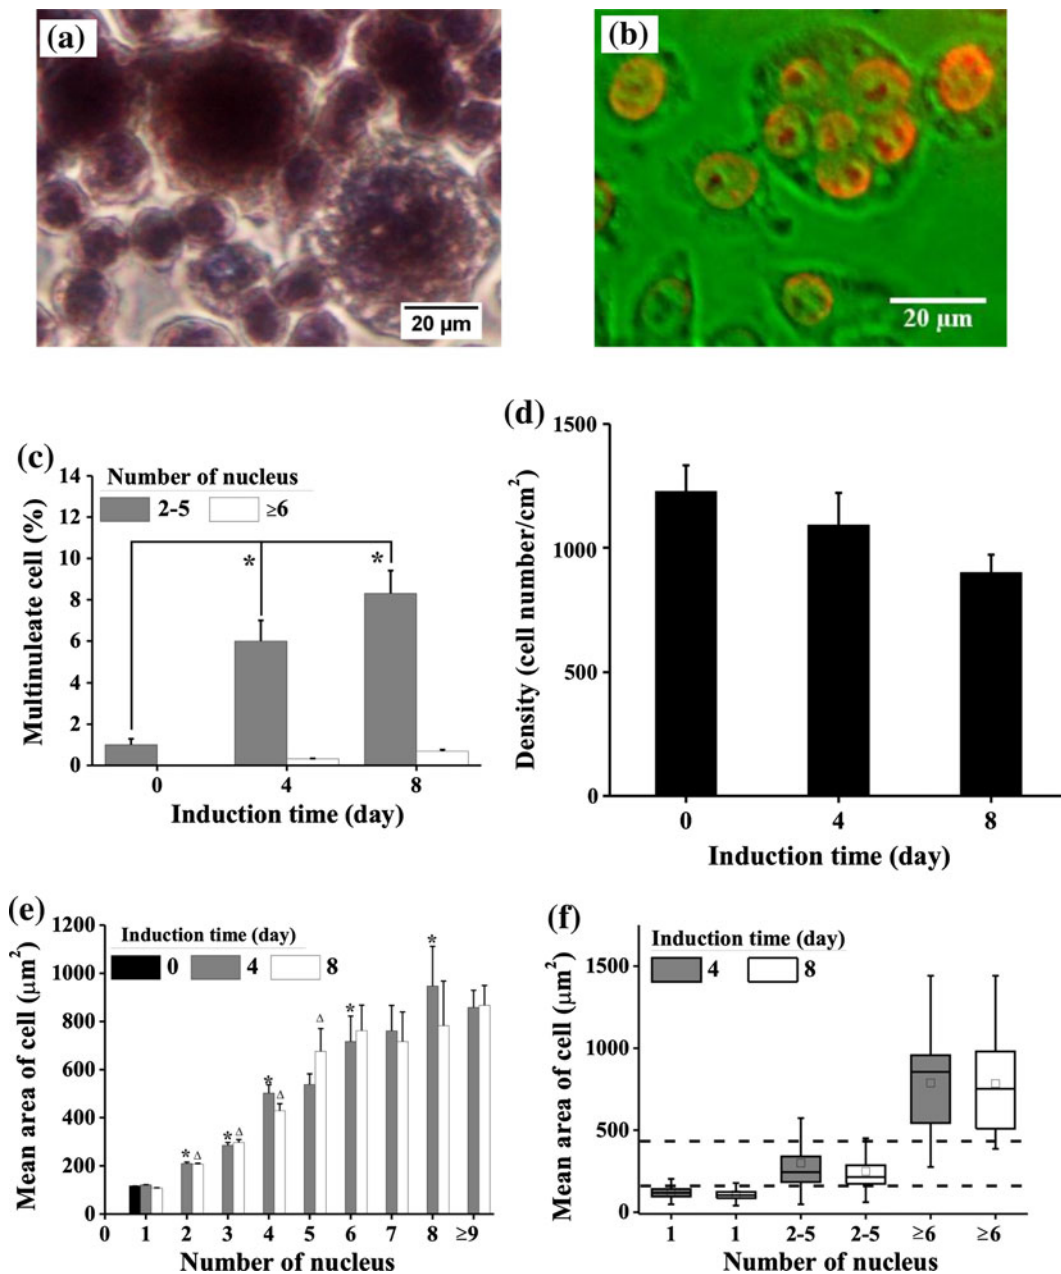 (a)
20 µm
(b)
20 µm
(c)
Number of nucleus
2-5
≥6
Multinuleate cell (%)
14
12
10
8
6
4
2
0
*
*
0
4
8
Induction time (day)
(d)
Density (cell number/cm²)
1500
1000
500
0
0
4
8
Induction time (day)
(e)
Induction time (day)
0
4
8
Mean area of cell (µm²)
1200
1000
800
600
400
200
0
* Δ
* Δ
* Δ
Δ
*
*
0 1 2 3 4 5 6 7 8 ≥9
Number of nucleus
(f)
Induction time (day)
4
8
Mean area of cell (µm²)
1500
1000
500
0
1 1 2-5 2-5 ≥6 ≥6
Number of nucleus